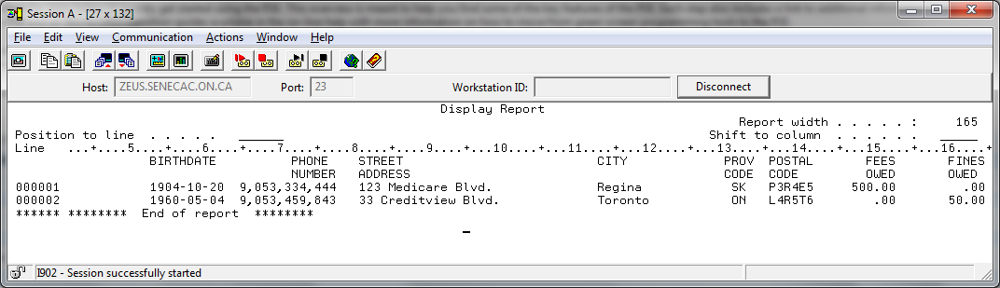 Session A - [27 x 132]
File Edit View Communication Actions Window Help
Host: ZEUS.SENECAC.ON.CA Port: 23 Workstation ID: Disconnect
Display Report
Report width . . . . . : 165
Position to line . . . . . Shift to column . . . . . .
Line ...+....5....+....6....+....7....+....8....+....9....+...10....+...11....+...12....+...13....+...14....+...15....+...16....+
BIRTHDATE PHONE STREET CITY PROV POSTAL FEES FINES
NUMBER ADDRESS CODE CODE OWED OWED
000001 1904-10-20 9,053,334,444 123 Medicare Blvd. Regina SK P3R4E5 500.00 .00
000002 1960-05-04 9,053,459,843 33 Creditview Blvd. Toronto ON L4R5T6 .00 50.00
****** ******** End of report ********
I902 - Session successfully started